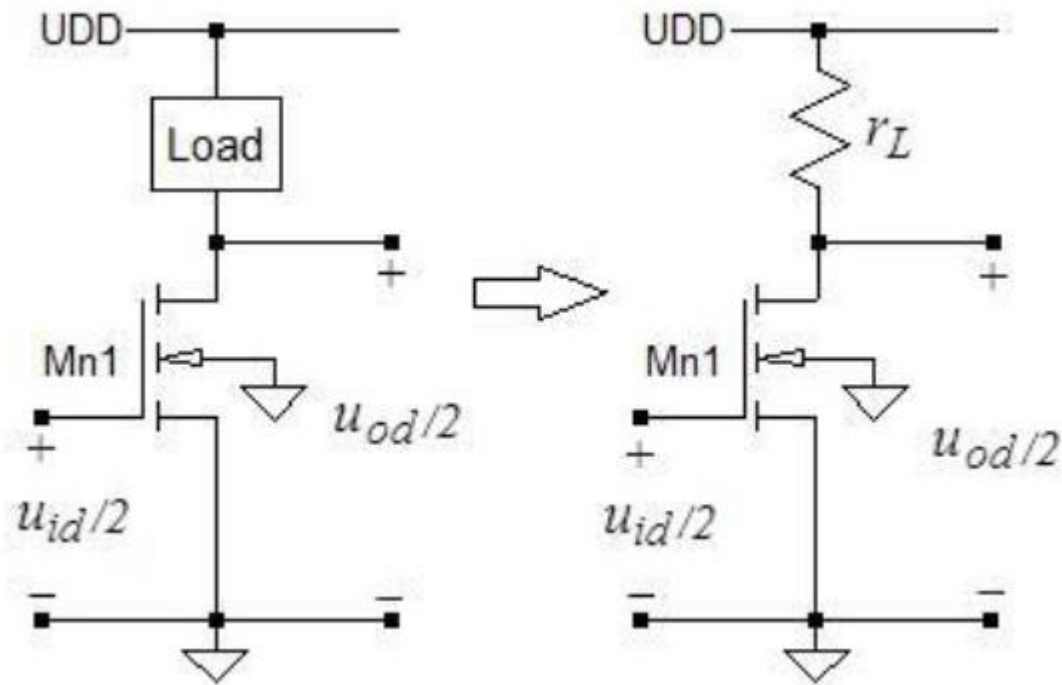 UDD
Load
+
Mn1
+
u_od/2
u_id/2
−
−
UDD
r_L
+
Mn1
+
u_od/2
u_id/2
−
−